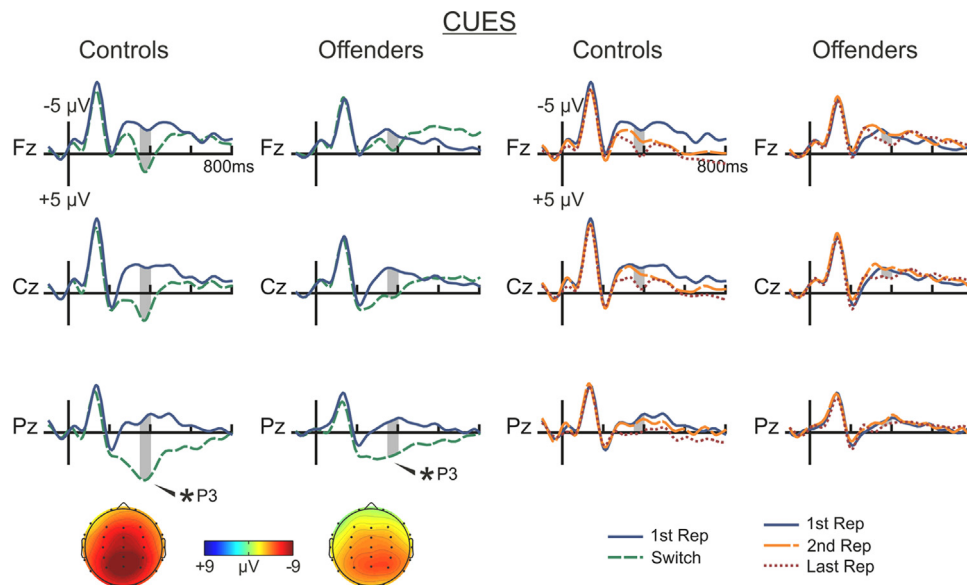 CUES
Controls Offenders Controls Offenders
-5 µV -5 µV
Fz Fz Fz Fz
800ms 800ms
+5 µV +5 µV
Cz Cz Cz Cz
Pz Pz Pz Pz
*P3 *P3
+9 µV -9
1st Rep
Switch
1st Rep
2nd Rep
Last Rep